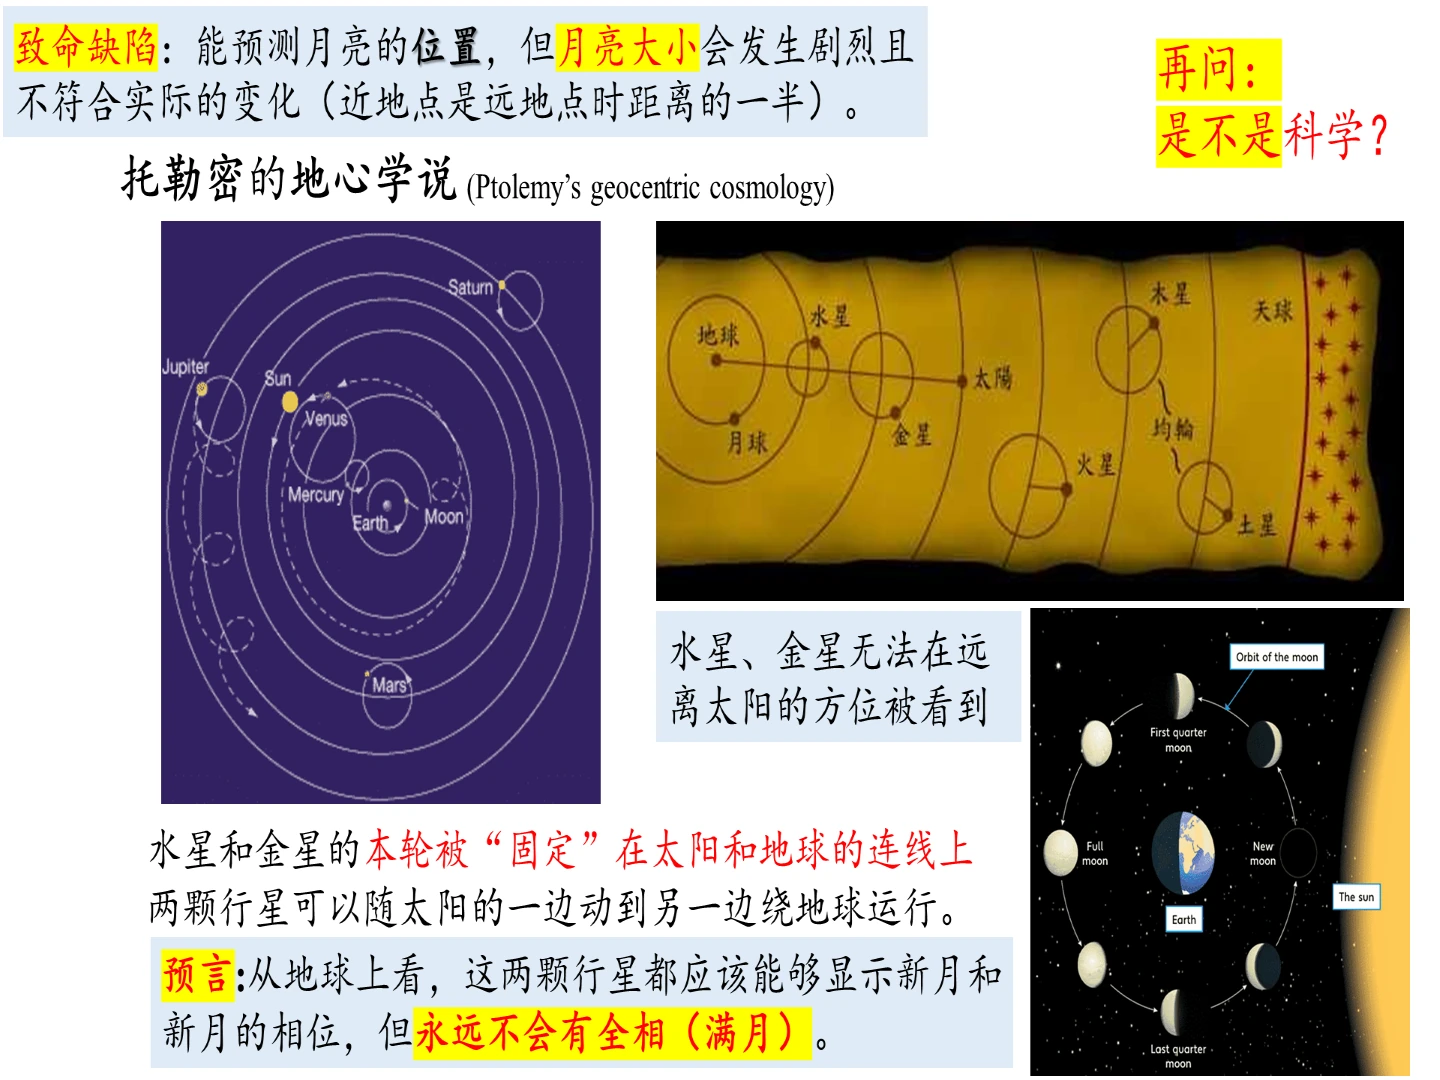 致命缺陷：能预测月亮的位置，但月亮大小会发生剧烈且
不符合实际的变化（近地点是远地点时距离的一半）。
再问：
是不是科学？
托勒密的地心学说 (Ptolemy’s geocentric cosmology)
Saturn
Jupiter
Sun
Venus
Mercury
Earth
Moon
Mars
地球
月球
水星
金星
太陽
火星
木星
均輪
土星
天球
水星、金星无法在远
离太阳的方位被看到
Orbit of the moon
First quarter
moon
Full
moon
New
moon
The sun
Earth
Last quarter
moon
水星和金星的本轮被“固定”在太阳和地球的连线上
两颗行星可以随太阳的一边动到另一边绕地球运行。
预言:从地球上看，这两颗行星都应该能够显示新月和
新月的相位，但永远不会有全相（满月）。